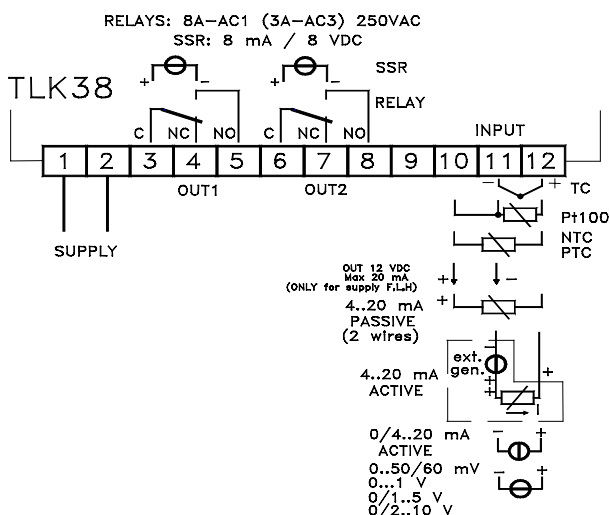 RELAYS: 8A-AC1 (3A-AC3) 250VAC
SSR: 8 mA / 8 VDC
+ - + - SSR
TLK38
RELAY
C NC NO C NC NO INPUT
1 2 3 4 5 6 7 8 9 10 11 12
OUT1 OUT2
- + TC
Pt100
SUPPLY
NTC
PTC
OUT 12 VDC
Max 20 mA
(ONLY for supply F,L,H)
+ -
+
4..20 mA
PASSIVE
(2 wires)
-
ext.
gen.
+
4..20 mA
ACTIVE
+
+
I
0/4..20 mA
ACTIVE
- +
0..50/60 mV
0...1 V
0/1..5 V
0/2..10 V
- +